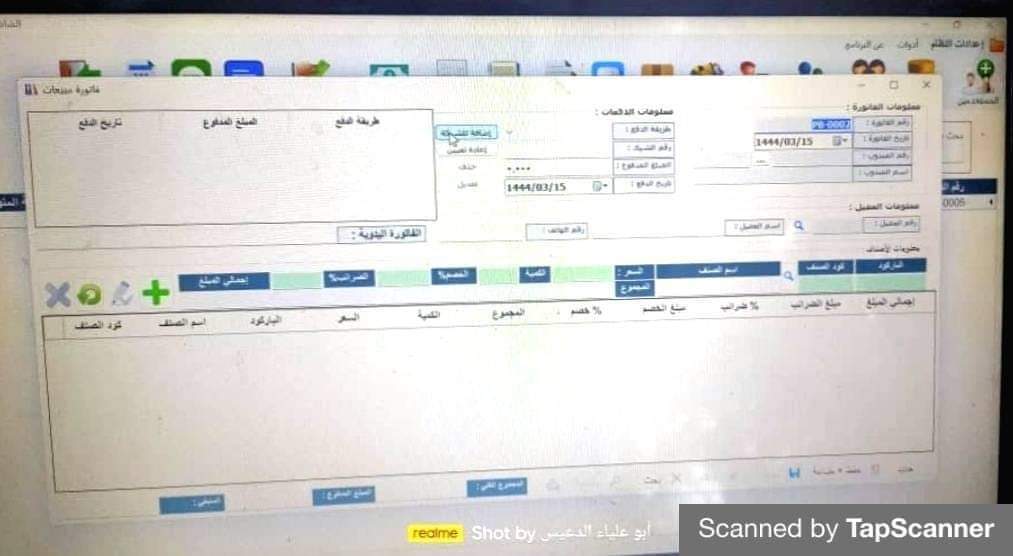 إعدادات النظام أدوات عن البرنامج
المستخدمين
فاتورة مبيعات
معلومات الفاتورة :
رقم الفاتورة : PB-0002
تاريخ الفاتورة : 1444/03/15
رقم المندوب : ...
اسم المندوب :
معلومات الدفعات :
طريقة الدفع :
رقم الشيك :
المبلغ المدفوع : ٠,٠٠٠
تاريخ الدفع : 1444/03/15
إضافة للشبكة
إعادة تعيين
حذف
تعديل
طريقة الدفع المبلغ المدفوع تاريخ الدفع
معلومات العميل :
رقم العميل : اسم العميل : رقم الهاتف : الفاتورة اليدوية :
محتويات الأصناف
الباركود كود الصنف اسم الصنف السعر : الكمية الخصم% الضرائب% إجمالي المبلغ
المجموع
إجمالي المبلغ مبلغ الضرائب % ضرائب مبلغ الخصم % خصم المجموع الكمية السعر الباركود اسم الصنف كود الصنف
بحث
المجموع الكلي : المبلغ المدفوع : المتبقي :
بحث
رقم
0005
realme Shot by أبو علياء الدعيس
Scanned by TapScanner